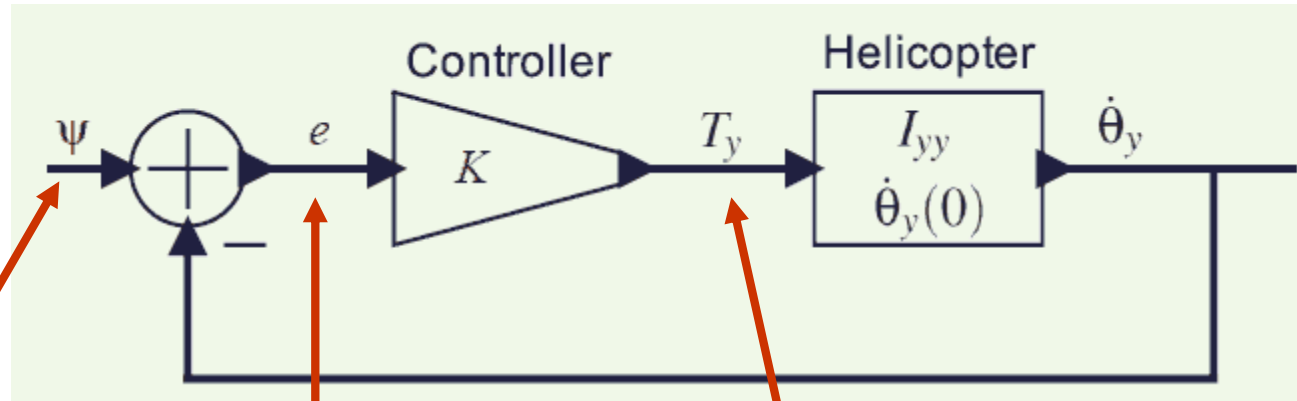 Controller
Helicopter
ψ
e
K
T_y
I_yy
θ̇_y(0)
θ̇_y
+
−